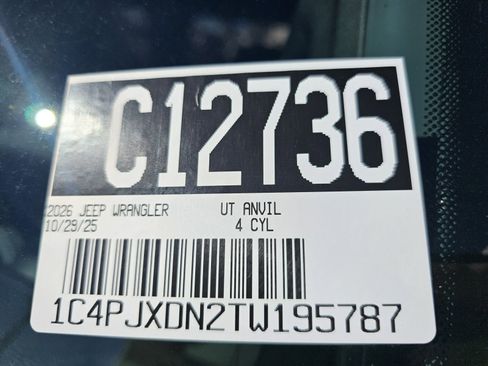 C12736
2026 JEEP WRANGLER UT ANVIL
10/29/25 4 CYL
1C4PJXDN2TW195787